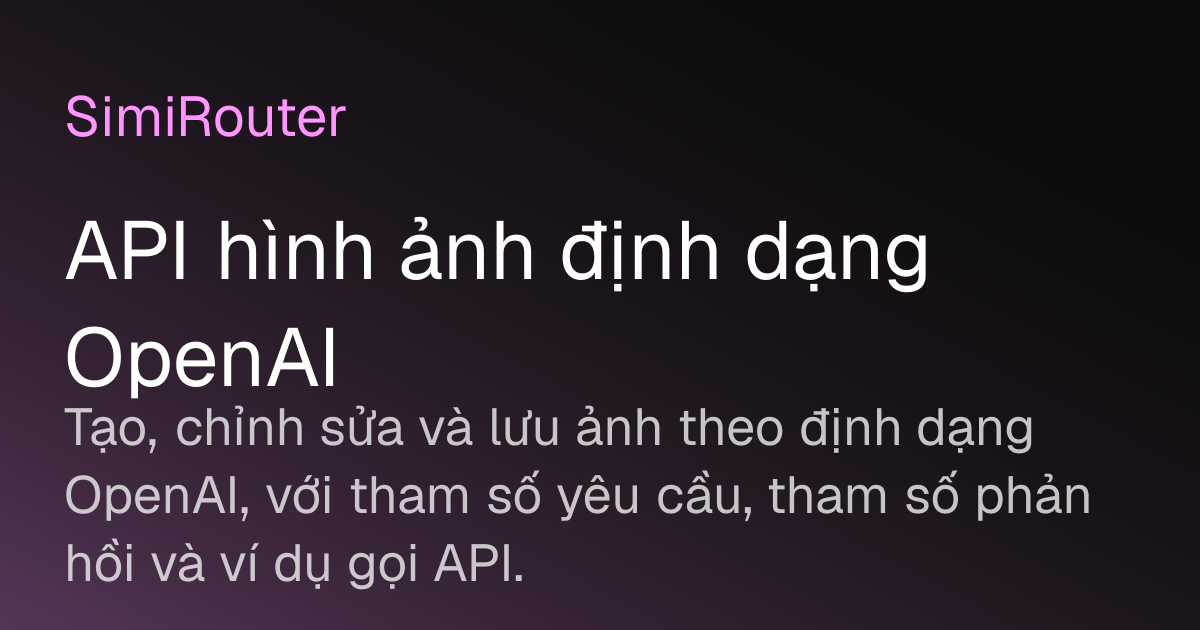 SimiRouter
API hình ảnh định dạng
OpenAI
Tạo, chỉnh sửa và lưu ảnh theo định dạng
OpenAI, với tham số yêu cầu, tham số phản
hồi và ví dụ gọi API.